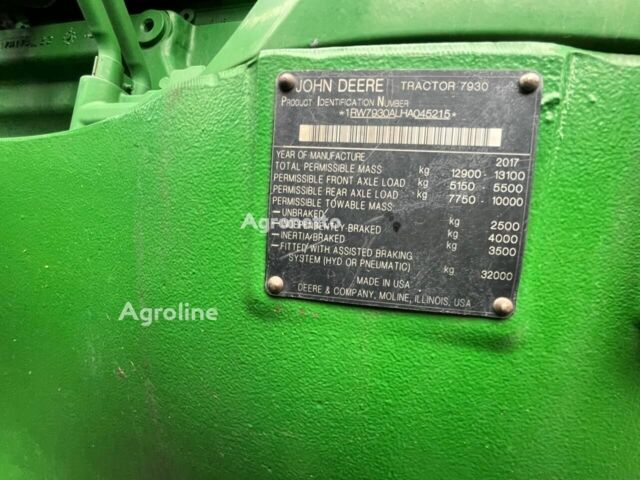 JOHN DEERE TRACTOR 7930
PRODUCT IDENTIFICATION NUMBER
*1RW7930ALHA045215*
YEAR OF MANUFACTURE 2017
TOTAL PERMISSIBLE MASS kg 12900 - 13100
PERMISSIBLE FRONT AXLE LOAD kg 5150 - 5500
PERMISSIBLE REAR AXLE LOAD kg 7750 - 10000
PERMISSIBLE TOWABLE MASS
-UNBRAKED kg 2500
-INDEPENDENTLY-BRAKED kg 4000
-INERTIA/BRAKED kg 3500
-FITTED WITH ASSISTED BRAKING
SYSTEM (HYD OR PNEUMATIC) kg 32000
MADE IN USA
DEERE & COMPANY, MOLINE, ILLINOIS, USA
Agroline